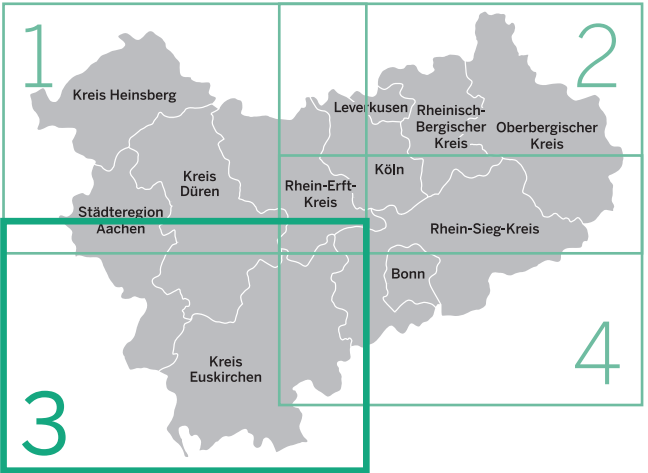 1
2
Kreis Heinsberg
Leverkusen
Rheinisch-
Bergischer
Kreis
Oberbergischer
Kreis
Kreis
Düren
Rhein-Erft-
Kreis
Köln
Städteregion
Aachen
Rhein-Sieg-Kreis
Bonn
Kreis
Euskirchen
3
4